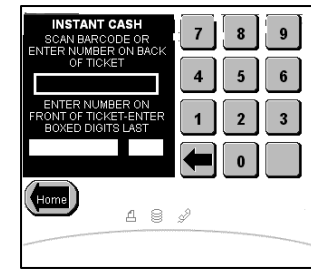 INSTANT CASH
SCAN BARCODE OR
ENTER NUMBER ON BACK
OF TICKET
ENTER NUMBER ON
FRONT OF TICKET-ENTER
BOXED DIGITS LAST
7 8 9
4 5 6
1 2 3
0
Home